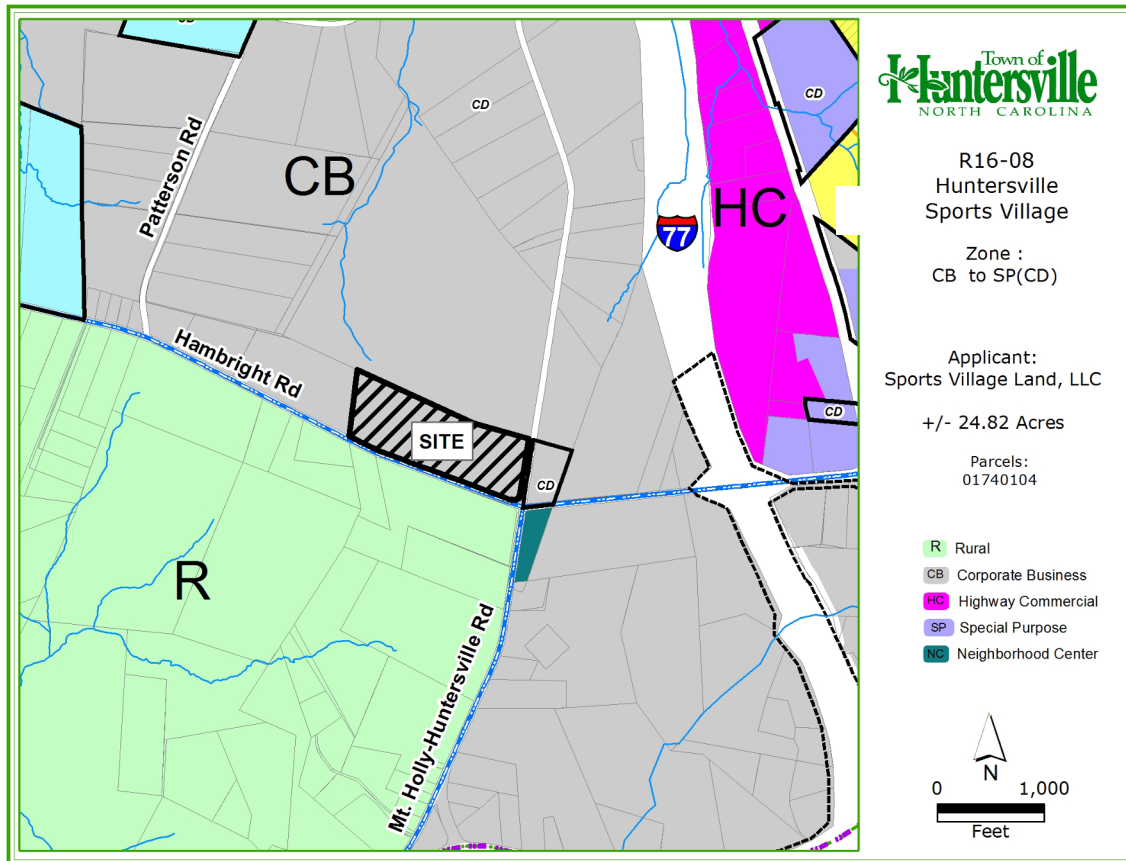 CD
CD
CD
Patterson Rd
CB
HC
77
Hambright Rd
SITE
CD
CD
R
Mt. Holly-Huntersville Rd
Town of
Huntersville
NORTH CAROLINA
R16-08
Huntersville
Sports Village
Zone :
CB to SP(CD)
Applicant:
Sports Village Land, LLC
+/- 24.82 Acres
Parcels:
01740104
R Rural
CB Corporate Business
HC Highway Commercial
SP Special Purpose
NC Neighborhood Center
N
0 1,000
Feet